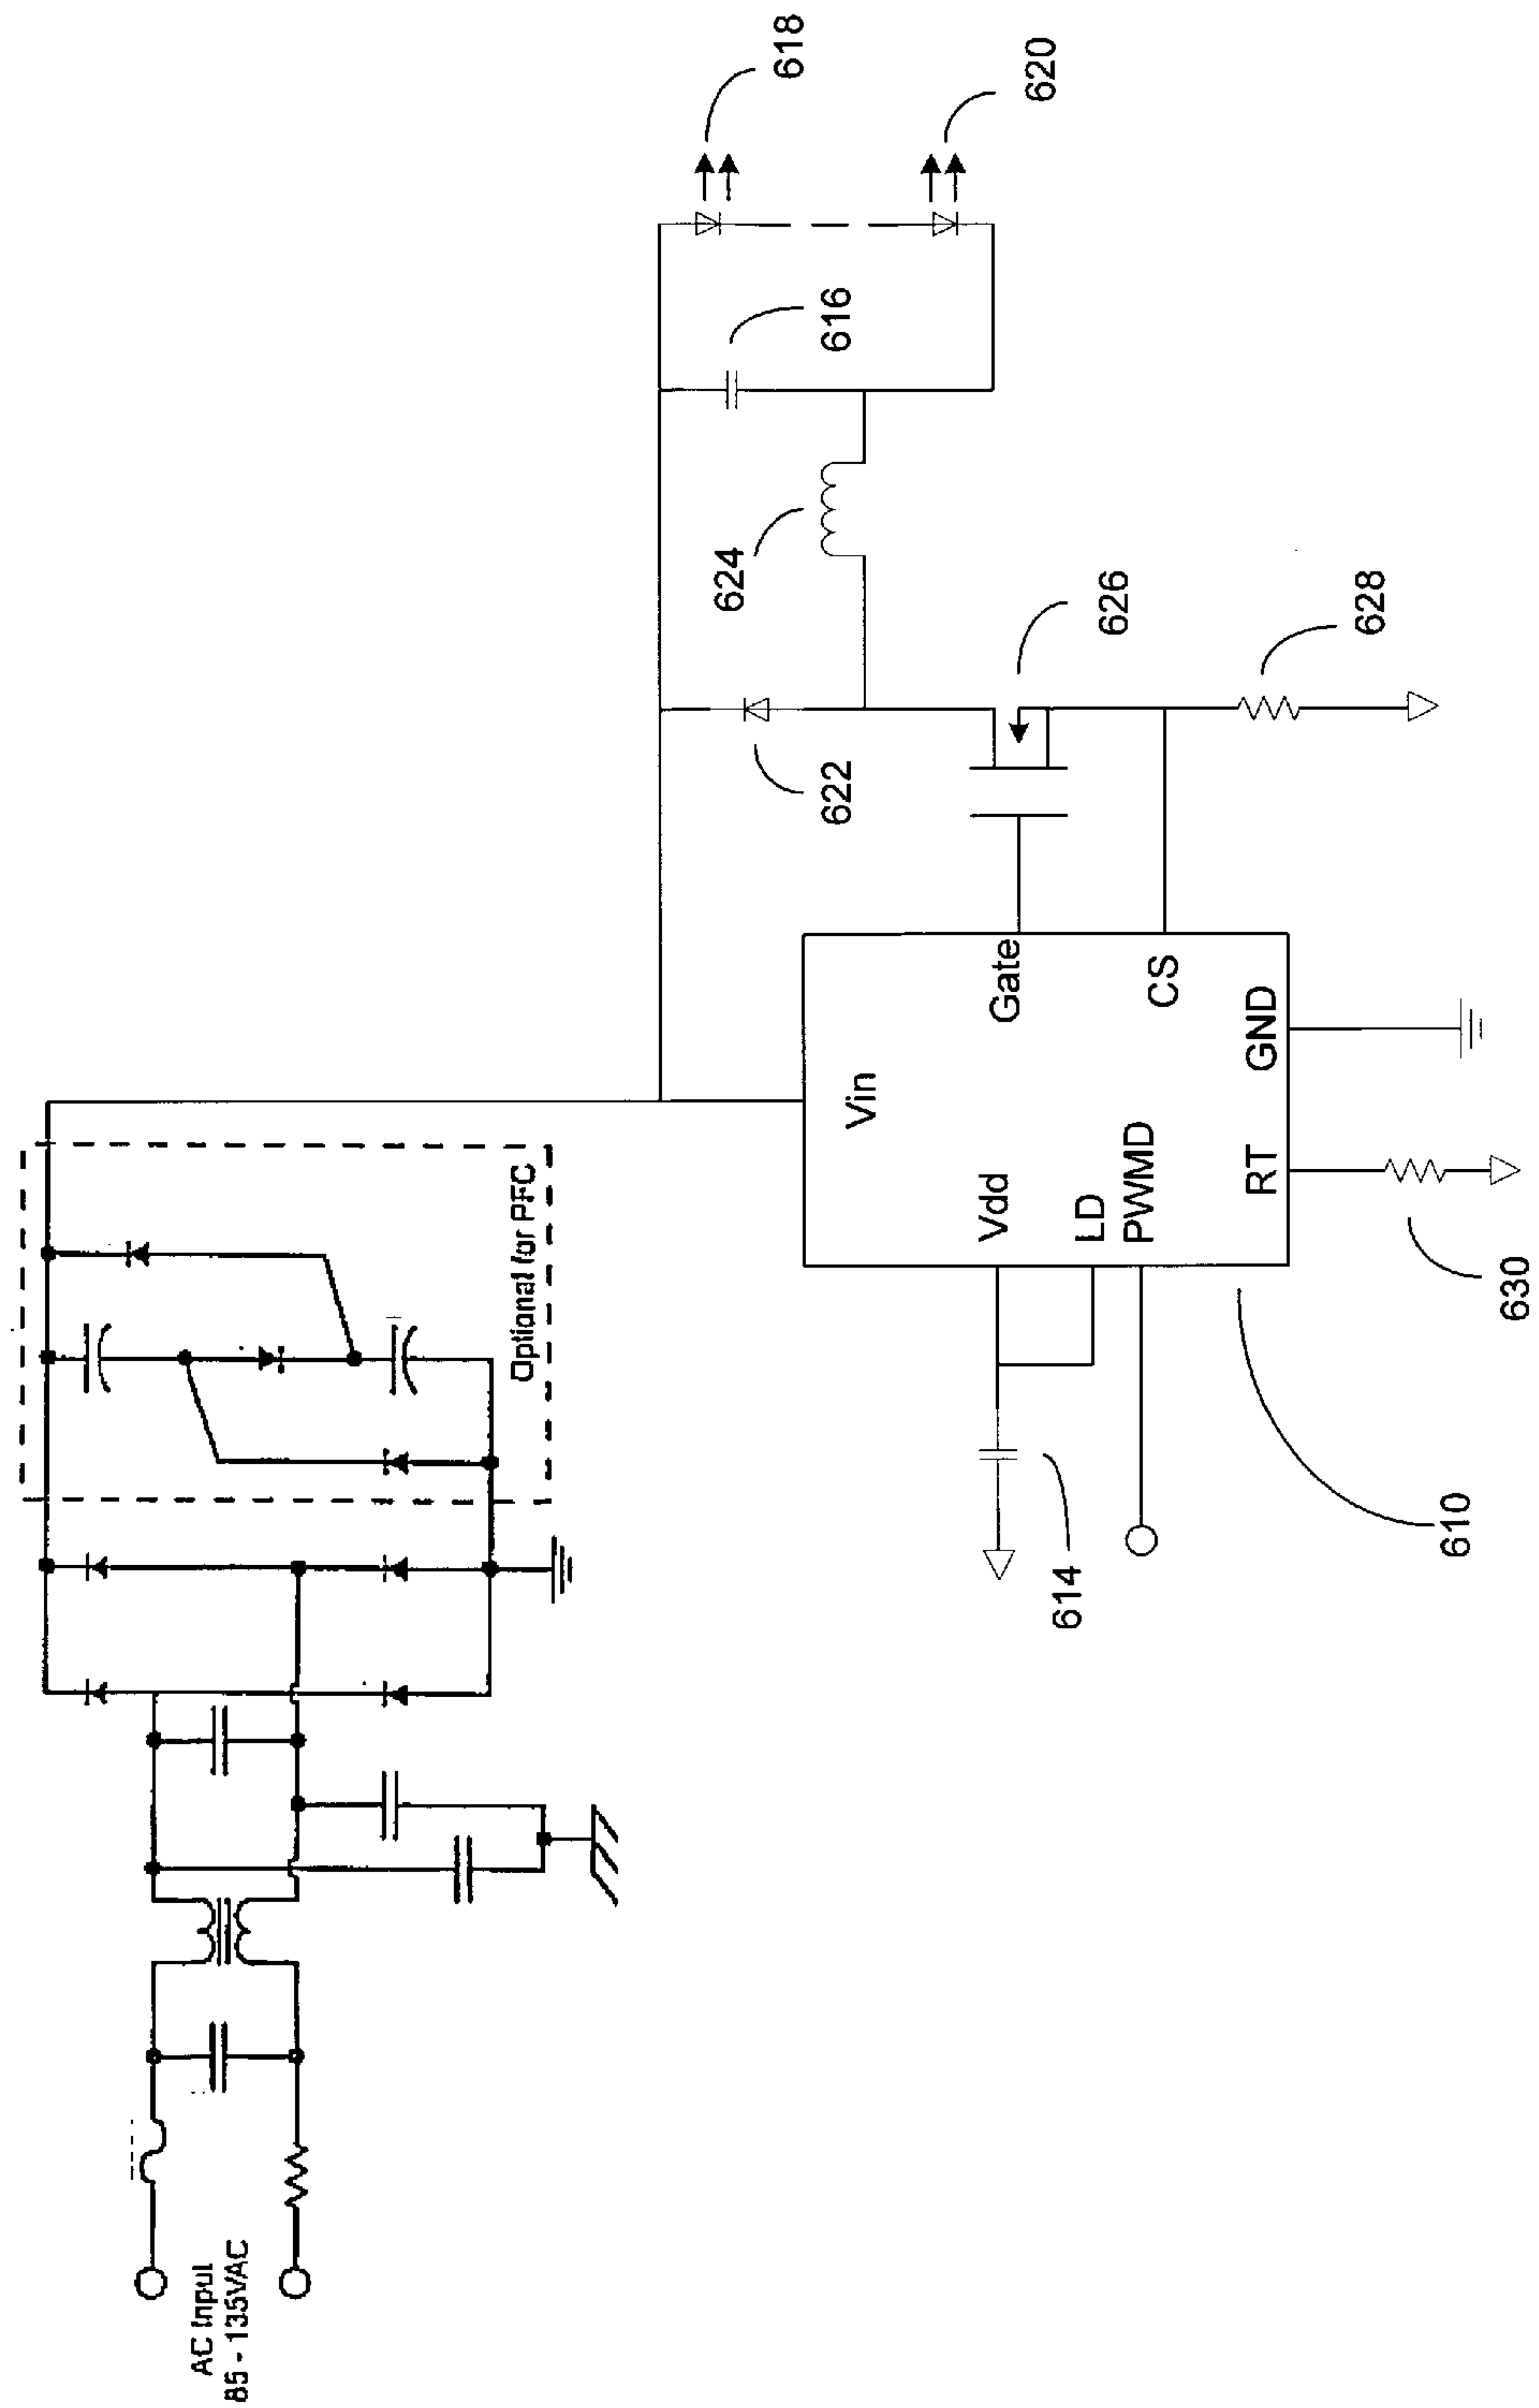 AC Input
85 - 135VAC
Optional for PFC
618
620
616
624
622
626
628
Vin
Vdd
LD
PWMD
Gate
CS
RT
GND
614
610
630